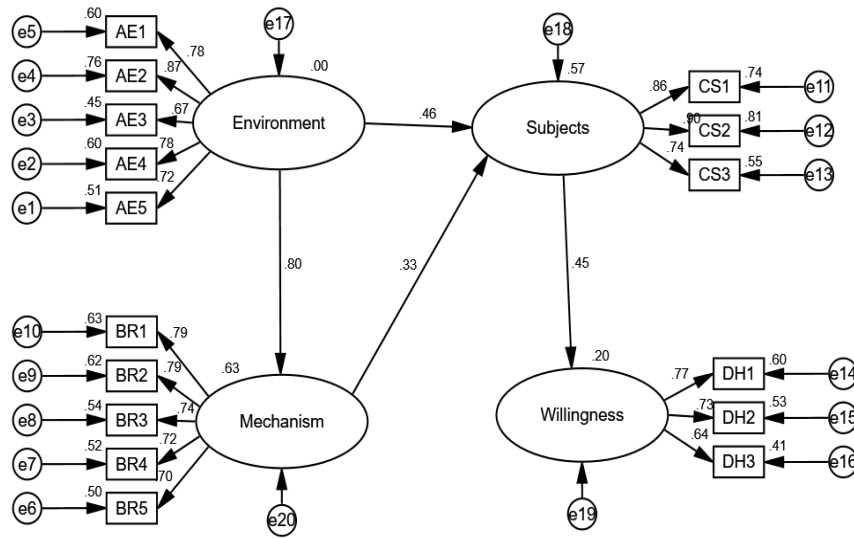 e5 .60 AE1 .78
e4 .76 AE2 .87
e3 .45 AE3 .67
e2 .60 AE4 .78
e1 .51 AE5 .72
e17
.00
Environment
.46
e18
.57
Subjects
.86 CS1 .74 e11
.90 CS2 .81 e12
.74 CS3 .55 e13
.80
.33
.45
e10 .63 BR1 .79
e9 .62 BR2 .79
e8 .54 BR3 .74
e7 .52 BR4 .72
e6 .50 BR5 .70
.63
Mechanism
e20
.20
Willingness
.77 DH1 .60 e14
.73 DH2 .53 e15
.64 DH3 .41 e16
e19